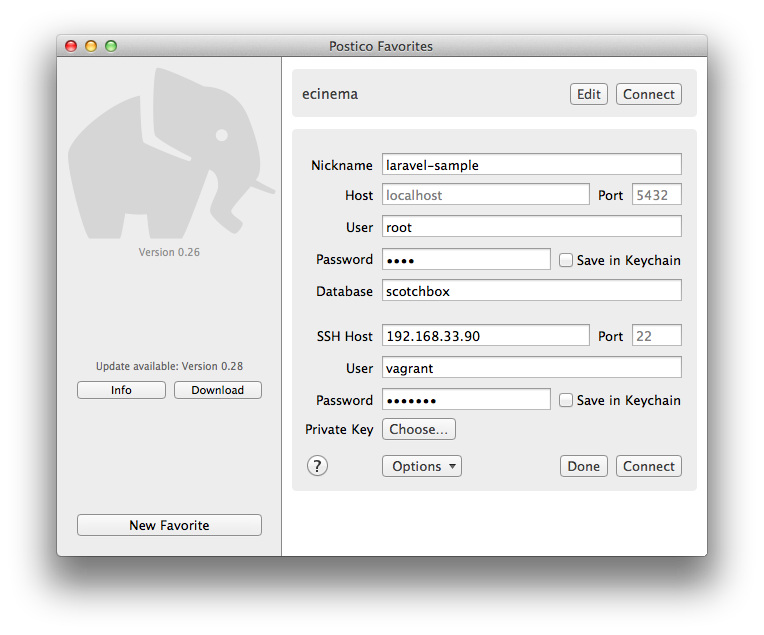 Postico Favorites
Version 0.26
Update available: Version 0.28
Info Download
New Favorite
ecinema Edit Connect
Nickname laravel-sample
Host localhost Port 5432
User root
Password •••• Save in Keychain
Database scotchbox
SSH Host 192.168.33.90 Port 22
User vagrant
Password ••••••• Save in Keychain
Private Key Choose...
? Options Done Connect